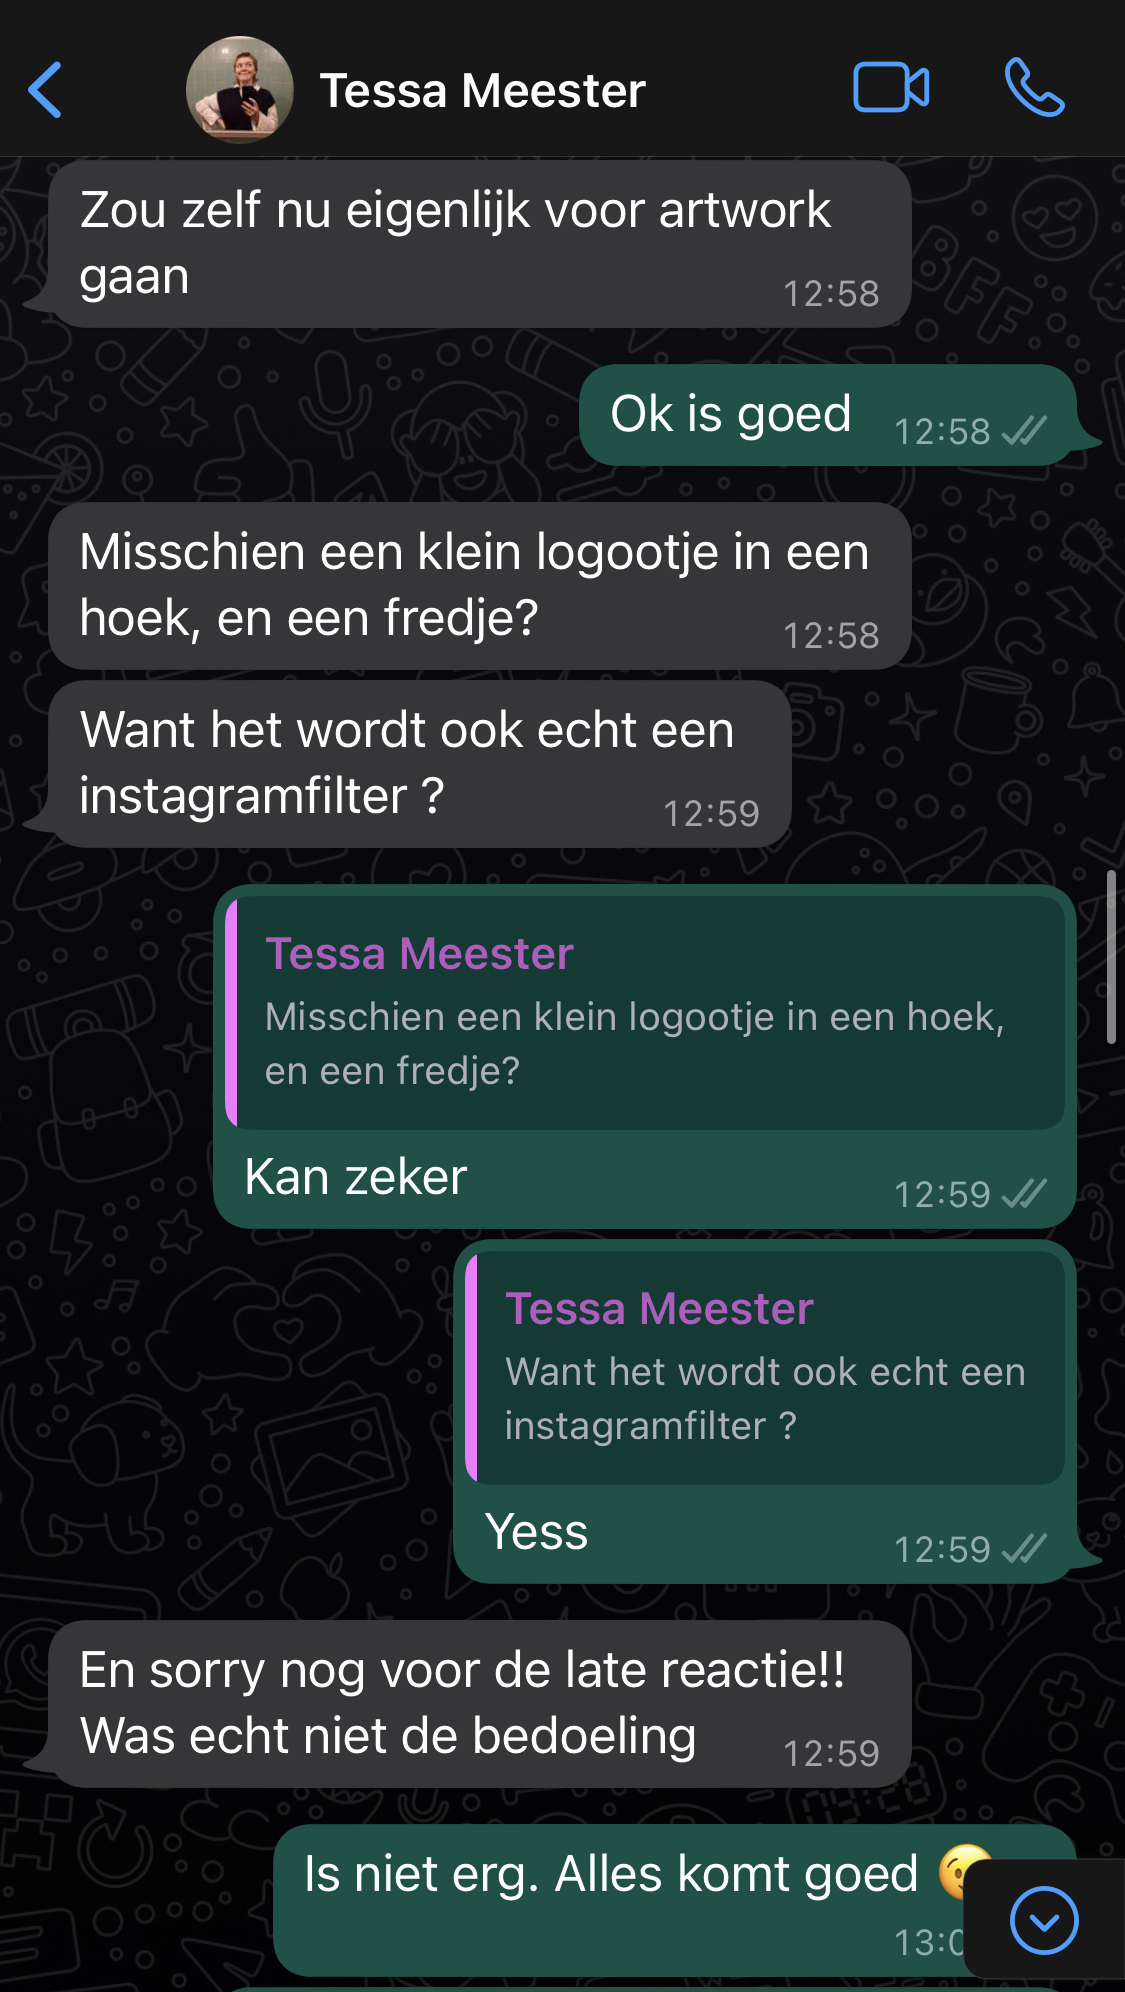 Tessa Meester
Zou zelf nu eigenlijk voor artwork
gaan
12:58
Ok is goed
12:58
Misschien een klein logootje in een
hoek, en een fredje?
12:58
Want het wordt ook echt een
instagramfilter ?
12:59
Tessa Meester
Misschien een klein logootje in een hoek,
en een fredje?
Kan zeker
12:59
Tessa Meester
Want het wordt ook echt een
instagramfilter ?
Yess
12:59
En sorry nog voor de late reactie!!
Was echt niet de bedoeling
12:59
Is niet erg. Alles komt goed 😉